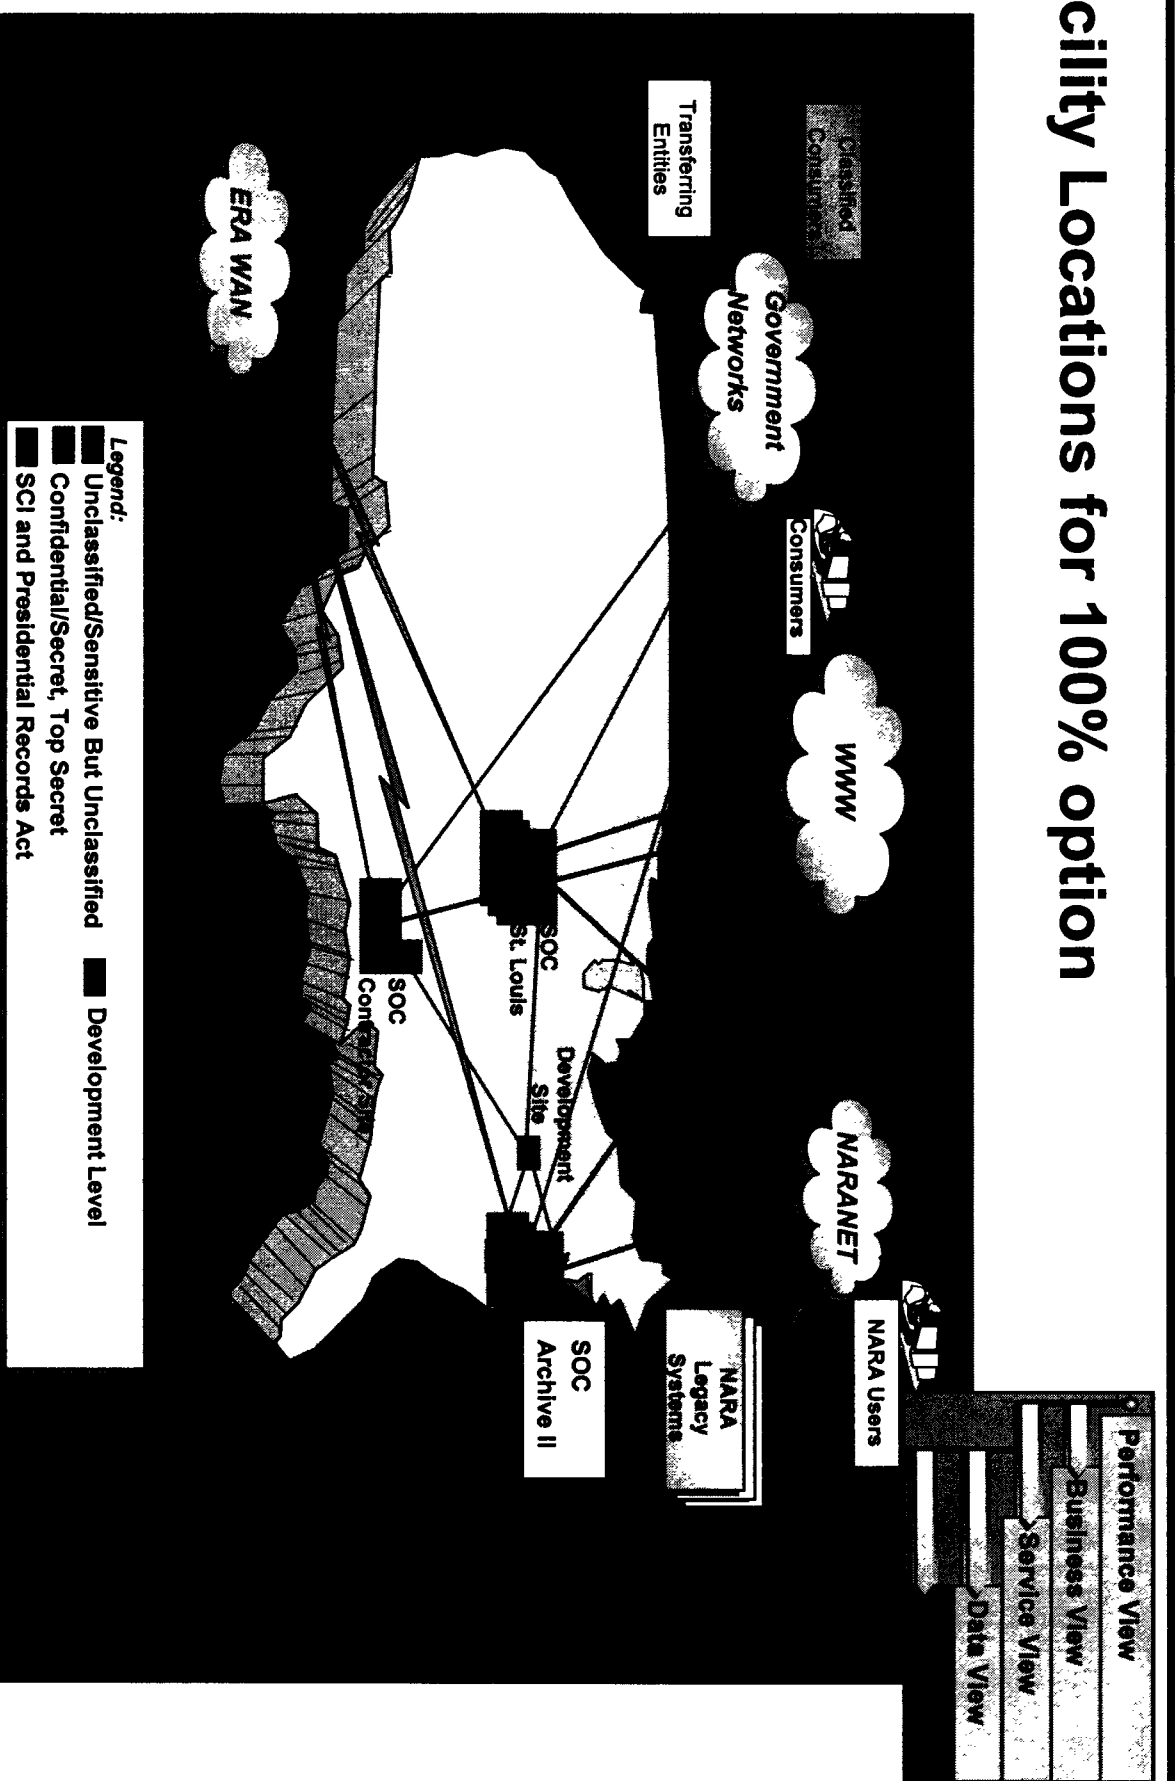 cility Locations for 100% option
Performance View
Business View
Service View
Data View
Classified
Transferring
Entities
Government
Networks
Consumers
WWW
NARANET
NARA Users
NARA
Legacy
Systems
SOC
Archive II
Development
Site
SOC
St. Louis
SOC
ERA WAN
Legend:
Unclassified/Sensitive But Unclassified
Development Level
Confidential/Secret, Top Secret
SCI and Presidential Records Act